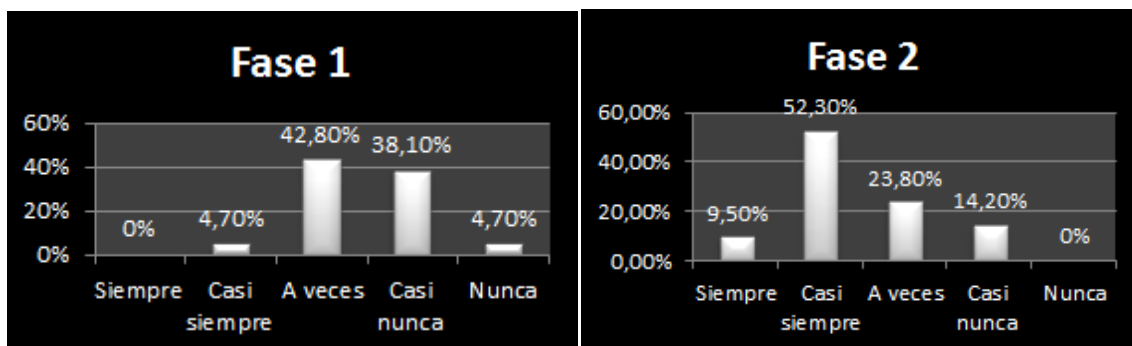 Fase 1
60%
40%
20%
0%
0%
4,70%
42,80%
38,10%
4,70%
Siempre
Casi
siempre
A veces
Casi
nunca
Nunca
Fase 2
60,00%
40,00%
20,00%
0,00%
9,50%
52,30%
23,80%
14,20%
0%
Siempre
Casi
siempre
A veces
Casi
nunca
Nunca